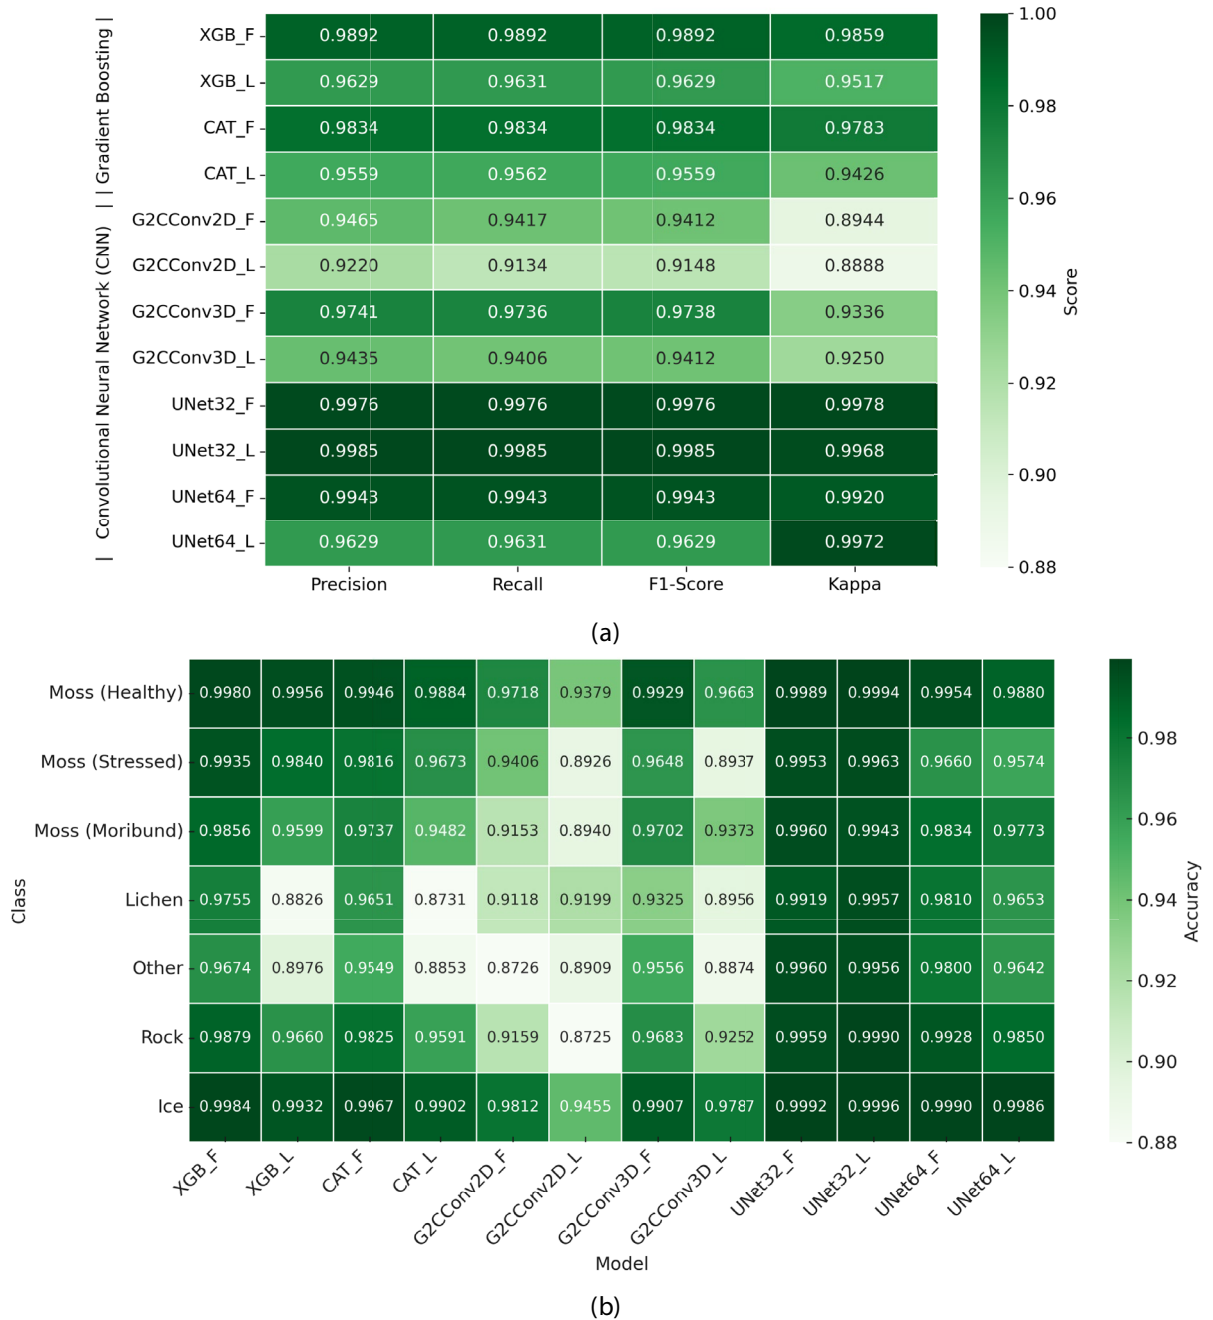 | Convolutional Neural Network (CNN) | | Gradient Boosting |
XGB_F 0.9892 0.9892 0.9892 0.9859
XGB_L 0.9629 0.9631 0.9629 0.9517
CAT_F 0.9834 0.9834 0.9834 0.9783
CAT_L 0.9559 0.9562 0.9559 0.9426
G2CConv2D_F 0.9465 0.9417 0.9412 0.8944
G2CConv2D_L 0.9220 0.9134 0.9148 0.8888
G2CConv3D_F 0.9741 0.9736 0.9738 0.9336
G2CConv3D_L 0.9435 0.9406 0.9412 0.9250
UNet32_F 0.9976 0.9976 0.9976 0.9978
UNet32_L 0.9985 0.9985 0.9985 0.9968
UNet64_F 0.9943 0.9943 0.9943 0.9920
UNet64_L 0.9629 0.9631 0.9629 0.9972
Precision Recall F1-Score Kappa
1.00
0.98
0.96
0.94
0.92
0.90
0.88
Score
(a)
Class
Moss (Healthy) 0.9980 0.9956 0.9946 0.9884 0.9718 0.9379 0.9929 0.9663 0.9989 0.9994 0.9954 0.9880
Moss (Stressed) 0.9935 0.9840 0.9816 0.9673 0.9406 0.8926 0.9648 0.8937 0.9953 0.9963 0.9660 0.9574
Moss (Moribund) 0.9856 0.9599 0.9737 0.9482 0.9153 0.8940 0.9702 0.9373 0.9960 0.9943 0.9834 0.9773
Lichen 0.9755 0.8826 0.9651 0.8731 0.9118 0.9199 0.9325 0.8956 0.9919 0.9957 0.9810 0.9653
Other 0.9674 0.8976 0.9549 0.8853 0.8726 0.8909 0.9556 0.8874 0.9960 0.9956 0.9800 0.9642
Rock 0.9879 0.9660 0.9825 0.9591 0.9159 0.8725 0.9683 0.9252 0.9959 0.9990 0.9928 0.9850
Ice 0.9984 0.9932 0.9967 0.9902 0.9812 0.9455 0.9907 0.9787 0.9992 0.9996 0.9990 0.9986
XGB_F XGB_L CAT_F CAT_L G2CConv2D_F G2CConv2D_L G2CConv3D_F G2CConv3D_L UNet32_F UNet32_L UNet64_F UNet64_L
Model
0.98
0.96
0.94
0.92
0.90
0.88
Accuracy
(b)